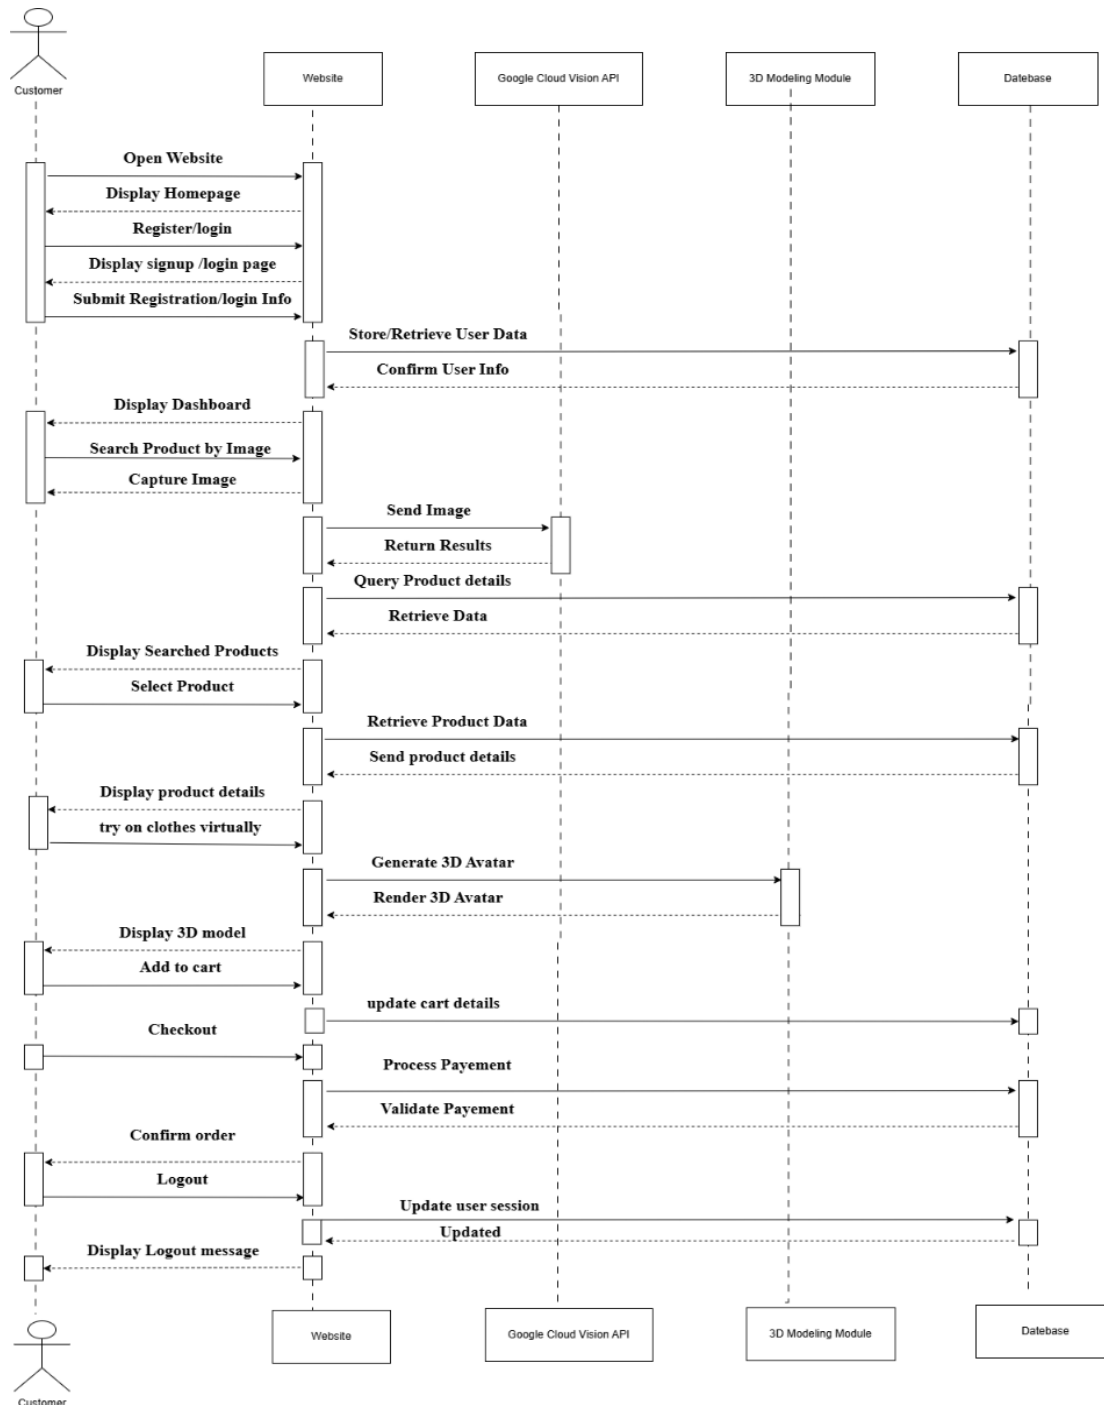 Customer
Website
Google Cloud Vision API
3D Modeling Module
Datebase
Open Website
Display Homepage
Register/login
Display signup /login page
Submit Registration/login Info
Store/Retrieve User Data
Confirm User Info
Display Dashboard
Search Product by Image
Capture Image
Send Image
Return Results
Query Product details
Retrieve Data
Display Searched Products
Select Product
Retrieve Product Data
Send product details
Display product details
try on clothes virtually
Generate 3D Avatar
Render 3D Avatar
Display 3D model
Add to cart
update cart details
Checkout
Process Payement
Validate Payement
Confirm order
Logout
Update user session
Updated
Display Logout message
Website
Google Cloud Vision API
3D Modeling Module
Datebase
Customer